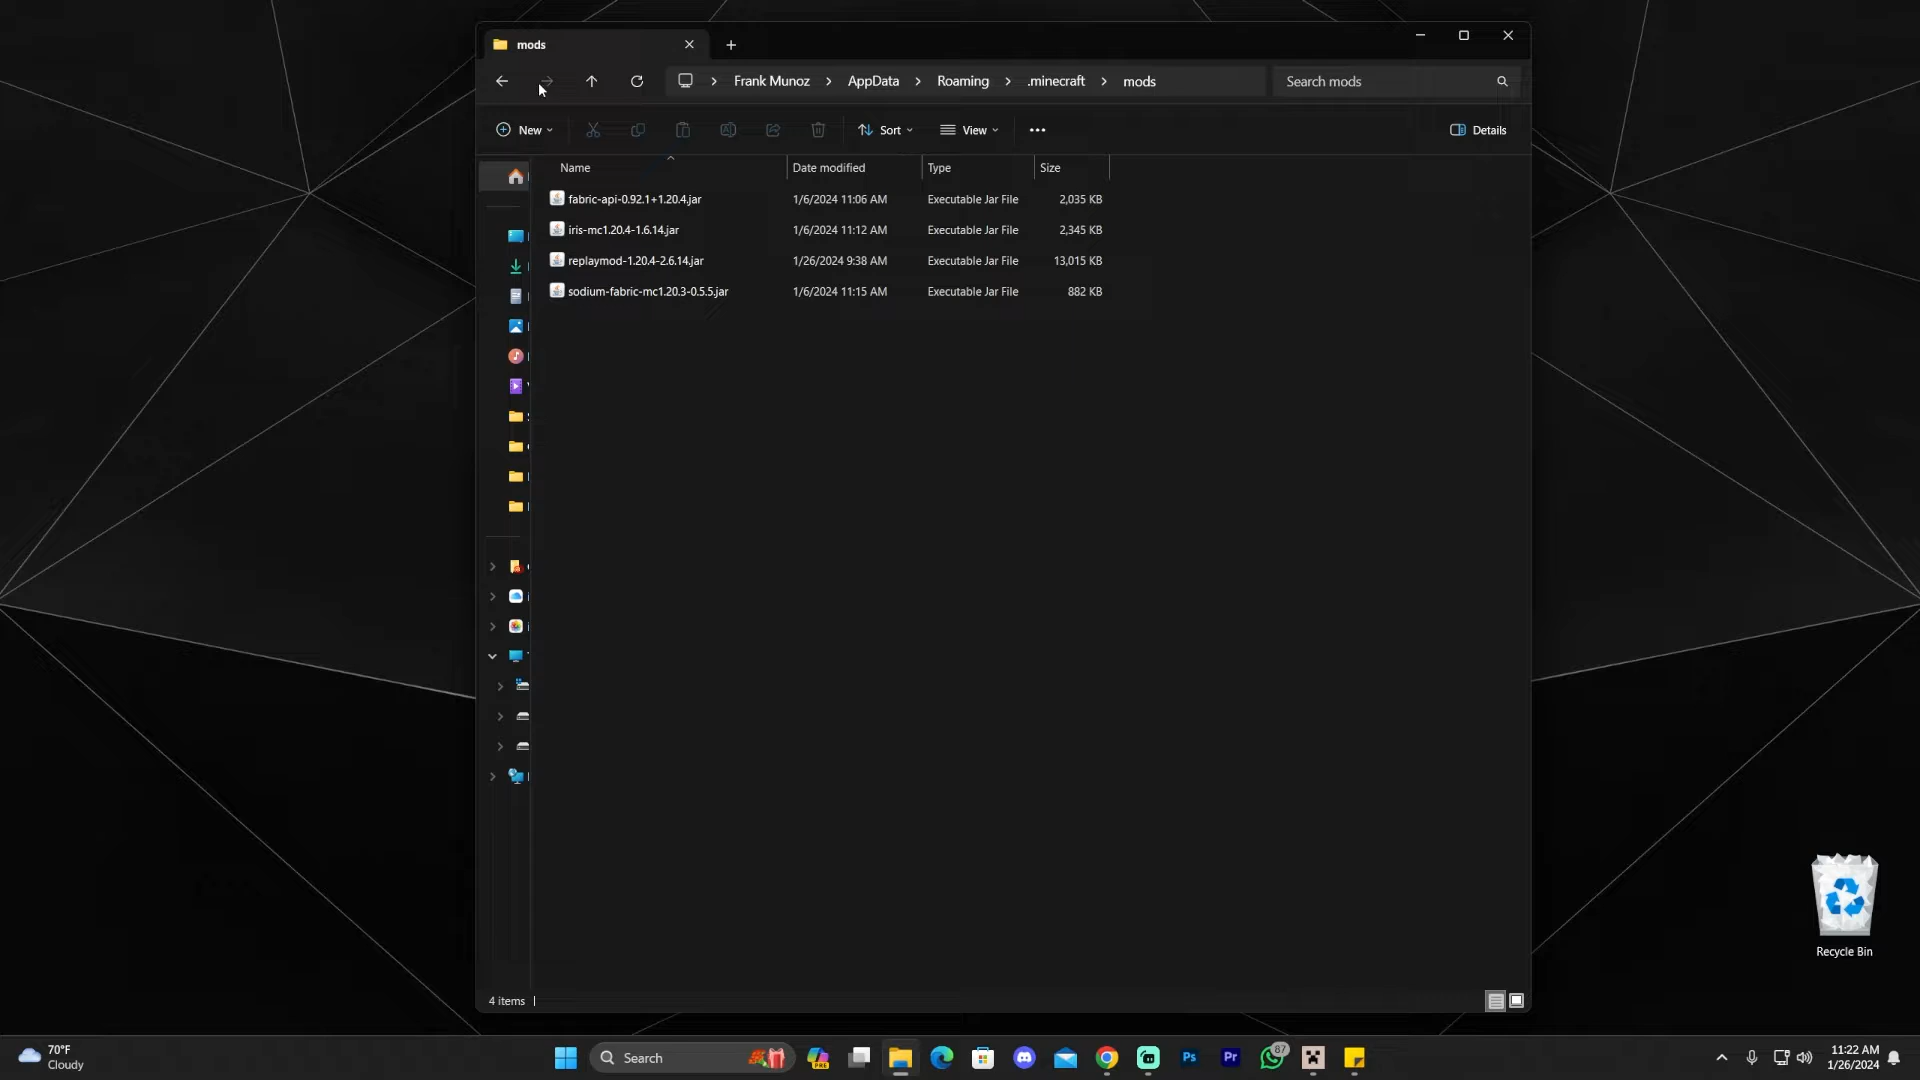 mods
Frank Munoz > AppData > Roaming > .minecraft > mods
Search mods
New
Sort
View
Details
Name Date modified Type Size
fabric-api-0.92.1+1.20.4.jar 1/6/2024 11:06 AM Executable Jar File 2,035 KB
iris-mc1.20.4-1.6.14.jar 1/6/2024 11:12 AM Executable Jar File 2,345 KB
replaymod-1.20.4-2.6.14.jar 1/26/2024 9:38 AM Executable Jar File 13,015 KB
sodium-fabric-mc1.20.3-0.5.5.jar 1/6/2024 11:15 AM Executable Jar File 882 KB
Recycle Bin
4 items
70°F
Cloudy
Search
PRE
Ps
Pr
87
11:22 AM
1/26/2024